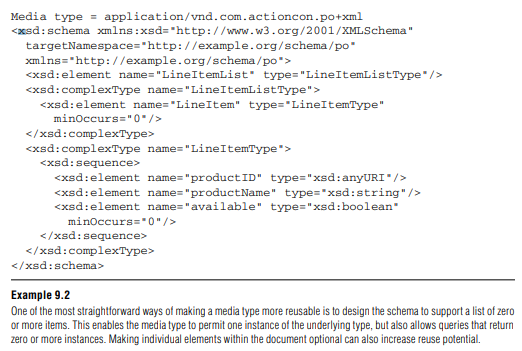 Media type = application/vnd.com.actioncon.po+xml
<xsd:schema xmlns:xsd="http://www.w3.org/2001/XMLSchema"
targetNamespace="http://example.org/schema/po"
xmlns="http://example.org/schema/po">
<xsd:element name="LineItemList" type="LineItemListType"/>
<xsd:complexType name="LineItemListType">
<xsd:element name="LineItem" type="LineItemType"
minOccurs="0"/>
</xsd:complexType>
<xsd:complexType name="LineItemType">
<xsd:sequence>
<xsd:element name="productID" type="xsd:anyURI"/>
<xsd:element name="productName" type="xsd:string"/>
<xsd:element name="available" type="xsd:boolean"
minOccurs="0"/>
</xsd:sequence>
</xsd:complexType>
</xsd:schema>
Example 9.2
One of the most straightforward ways of making a media type more reusable is to design the schema to support a list of zero
or more items. This enables the media type to permit one instance of the underlying type, but also allows queries that return
zero or more instances. Making individual elements within the document optional can also increase reuse potential.